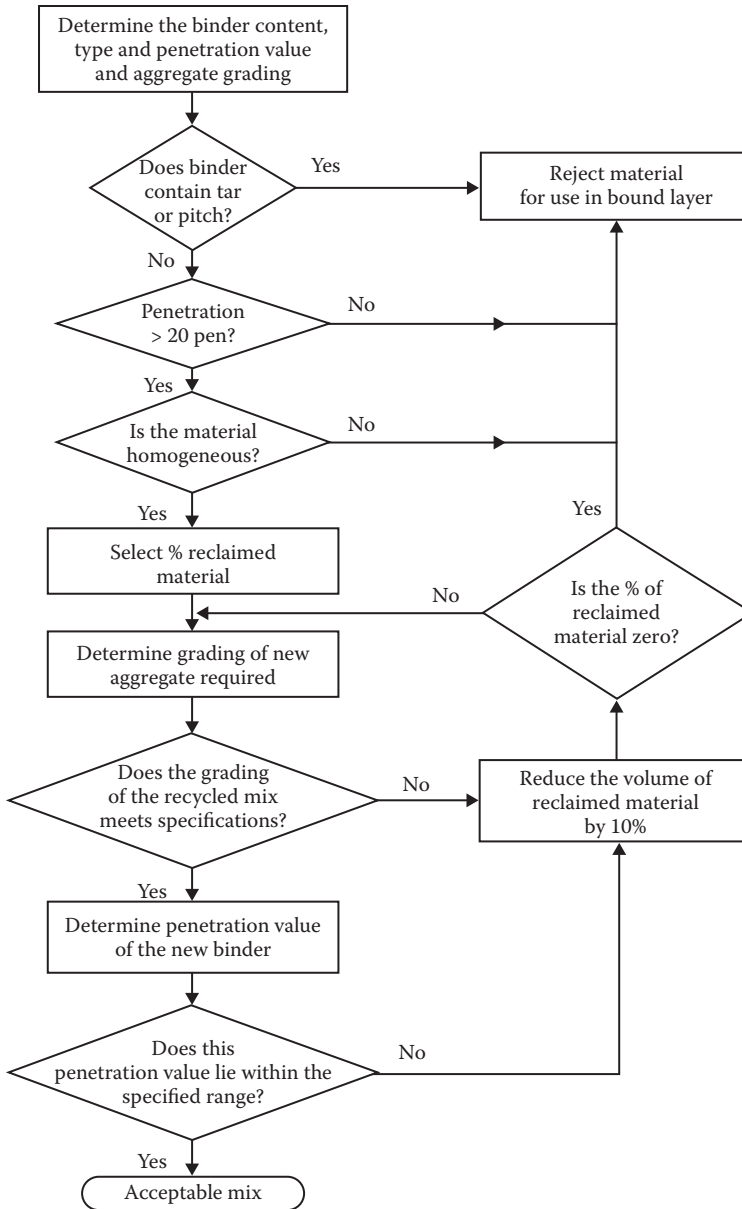 Determine the binder content,
type and penetration value
and aggregate grading
Does binder
contain tar
or pitch?
Yes
Reject material
for use in bound layer
No
Penetration
> 20 pen?
No
Yes
Is the material
homogeneous?
No
Yes
Select % reclaimed
material
Yes
Is the % of
reclaimed
material zero?
No
Determine grading of new
aggregate required
Does the grading
of the recycled mix
meets specifications?
No
Reduce the volume of
reclaimed material
by 10%
Yes
Determine penetration value
of the new binder
Does this
penetration value lie within the
specified range?
No
Yes
Acceptable mix